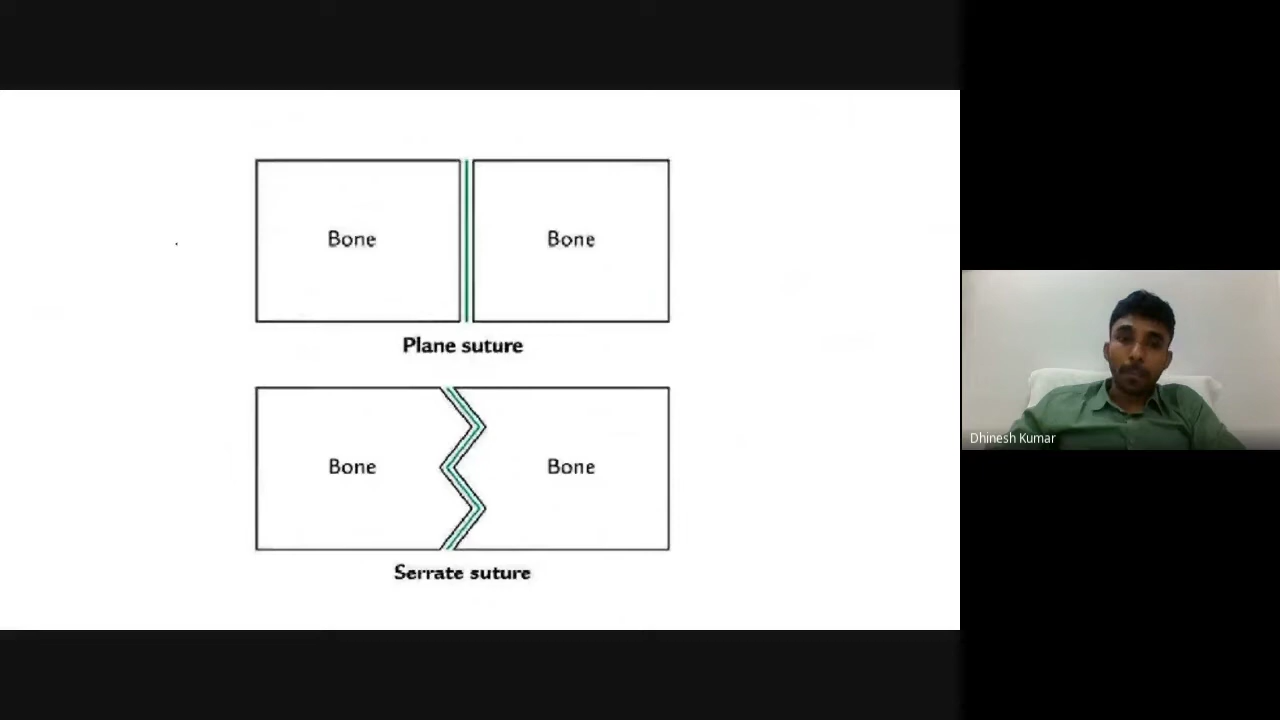 Bone Bone
Plane suture
Bone Bone
Serrate suture
Dhinesh Kumar